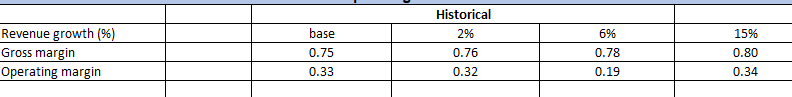 Historical
Revenue growth (%) base 2% 6% 15%
Gross margin 0.75 0.76 0.78 0.80
Operating margin 0.33 0.32 0.19 0.34